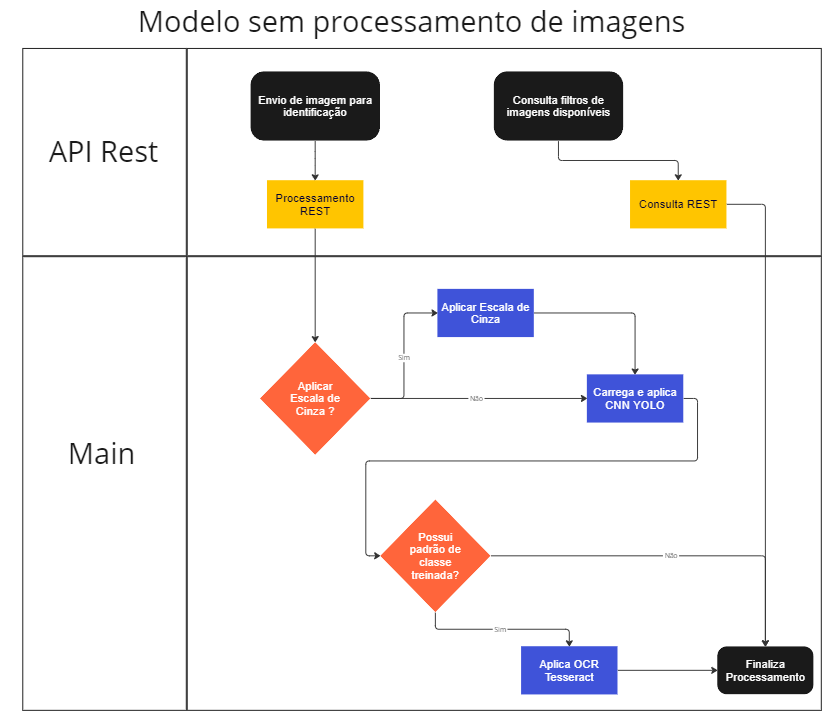 Modelo sem processamento de imagens
API Rest
Envio de imagem para
identificação
Consulta filtros de
imagens disponíveis
Processamento
REST
Consulta REST
Main
Aplicar Escala de
Cinza
Sim
Aplicar
Escala de
Cinza ?
Não
Carrega e aplica
CNN YOLO
Possui
padrão de
classe
treinada?
Não
Sim
Aplica OCR
Tesseract
Finaliza
Processamento